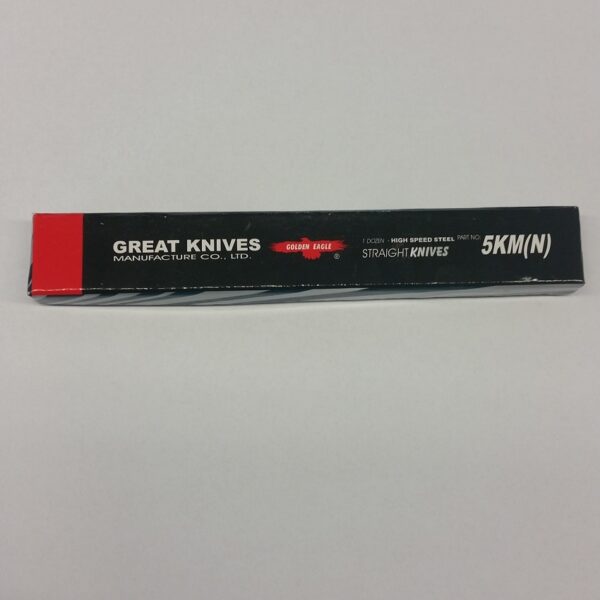 GREAT KNIVES
MANUFACTURE CO., LTD.
GOLDEN EAGLE
®
1 DOZEN - HIGH SPEED STEEL
STRAIGHT KNIVES
PART NO: 5KM(N)